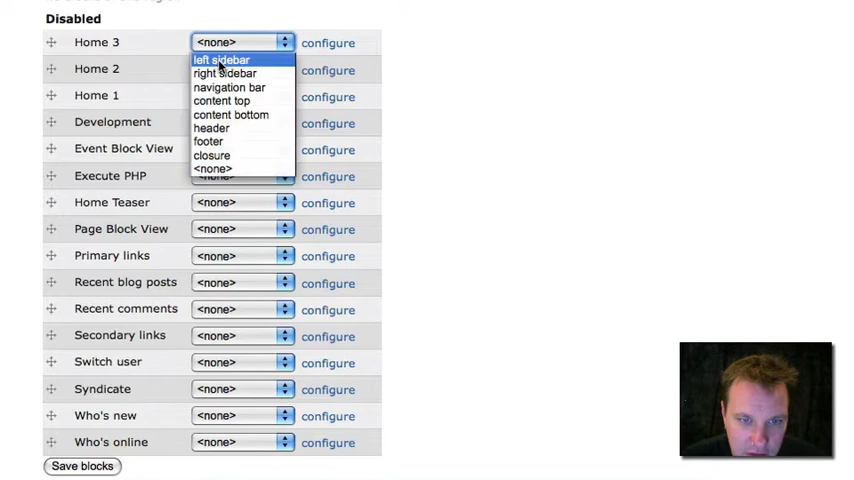 Disabled
Home 3 <none> configure
left sidebar
Home 2 right sidebar configure
navigation bar
Home 1 content top configure
content bottom
Development header configure
footer
Event Block View closure configure
<none>
Execute PHP <none> configure
Home Teaser <none> configure
Page Block View <none> configure
Primary links <none> configure
Recent blog posts <none> configure
Recent comments <none> configure
Secondary links <none> configure
Switch user <none> configure
Syndicate <none> configure
Who's new <none> configure
Who's online <none> configure
Save blocks